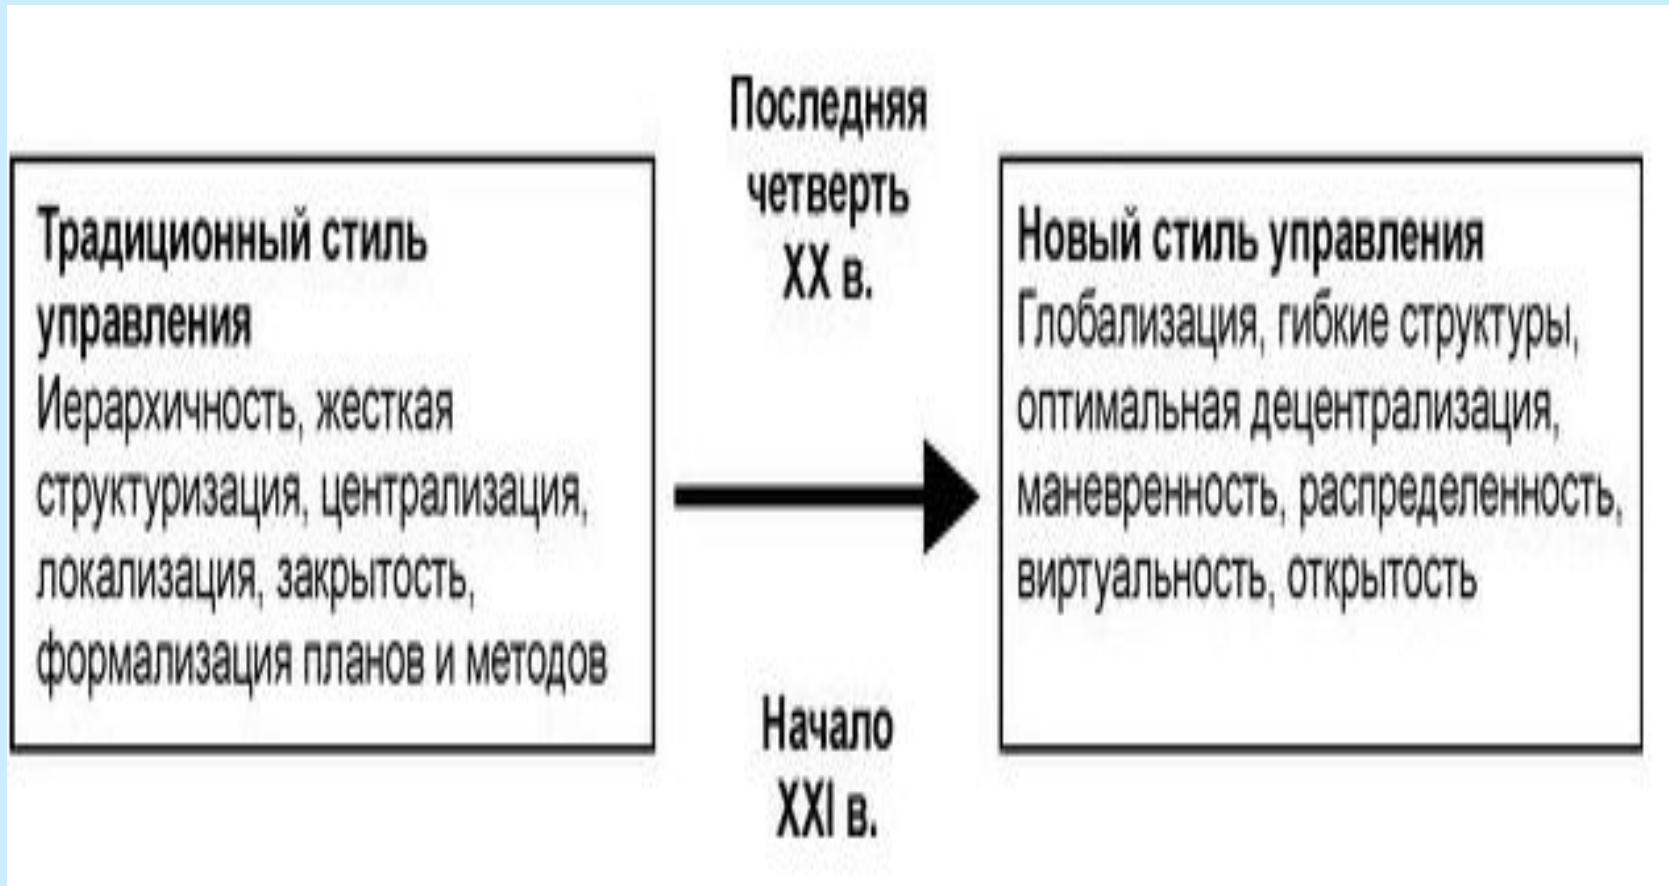 Традиционный стиль
управления
Иерархичность, жесткая
структуризация, централизация,
локализация, закрытость,
формализация планов и методов
Последняя
четверть
XX в.
Начало
XXI в.
Новый стиль управления
Глобализация, гибкие структуры,
оптимальная децентрализация,
маневренность, распределенность,
виртуальность, открытость